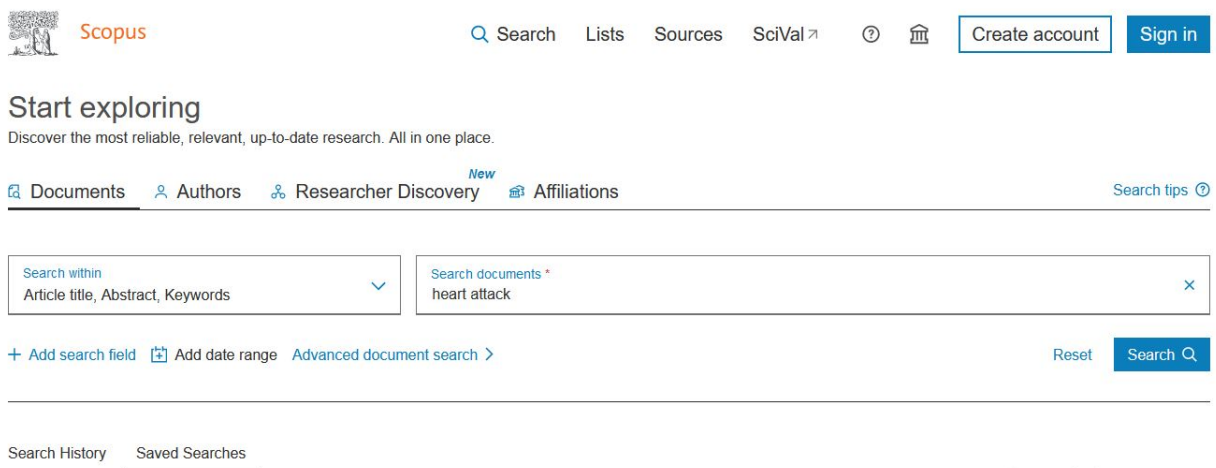 Scopus
Search Lists Sources SciVal Create account Sign in
Start exploring
Discover the most reliable, relevant, up-to-date research. All in one place.
New
Documents Authors Researcher Discovery Affiliations Search tips
Search within
Article title, Abstract, Keywords
Search documents *
heart attack
Add search field Add date range Advanced document search Reset Search
Search History Saved Searches